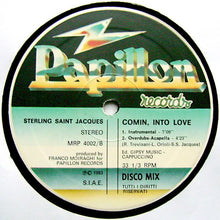 Papillon
records
STERLING SAINT JACQUES
STEREO
MRP 4002/B
produced by
FRANCO MOIRAGHI for
PAPILLON RECORDS
℗© 1983
S.I.A.E.
COMIN, INTO LOVE
1. Instrumental - 7'06"
2. Overdubs-Acapella - 4'23"
(R. Trevisani-L. Orioli-S.S. Jacques)
Ed. GIPSY MUSIC -
CAPPUCCINO
33 1/3 RPM
DISCO MIX
TUTTI I DIRITTI
RISERVATI